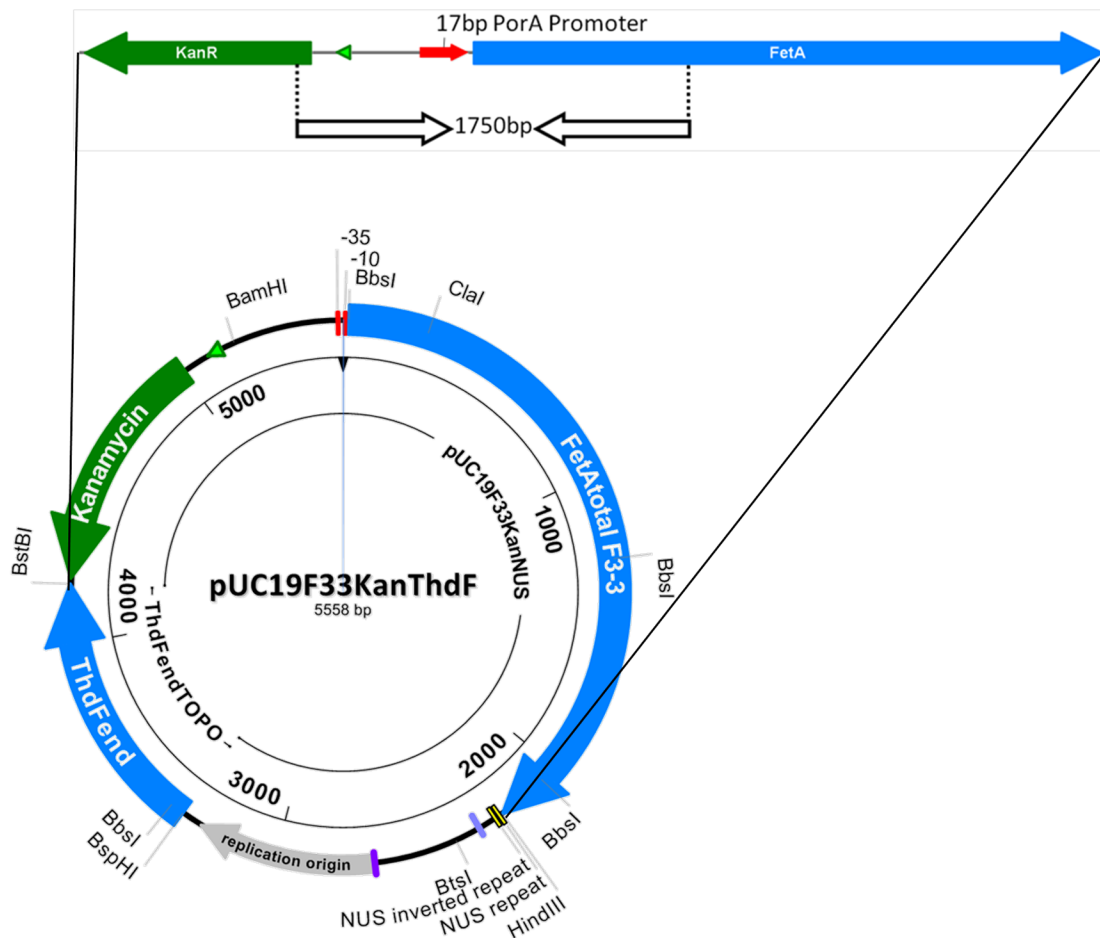 17bp PorA Promoter
KanR
FetA
1750bp
-35
-10
BbsI
BamHI
ClaI
5000
Kanamycin
FetAtotal F3-3
pUC19F33KanNUS
1000
BstBI
BbsI
4000
pUC19F33KanThdF
5558 bp
ThdFendTOPO
ThdFend
2000
3000
BbsI
BbsI
BspHI
replication origin
BtsI
NUS inverted repeat
NUS repeat
HindIII